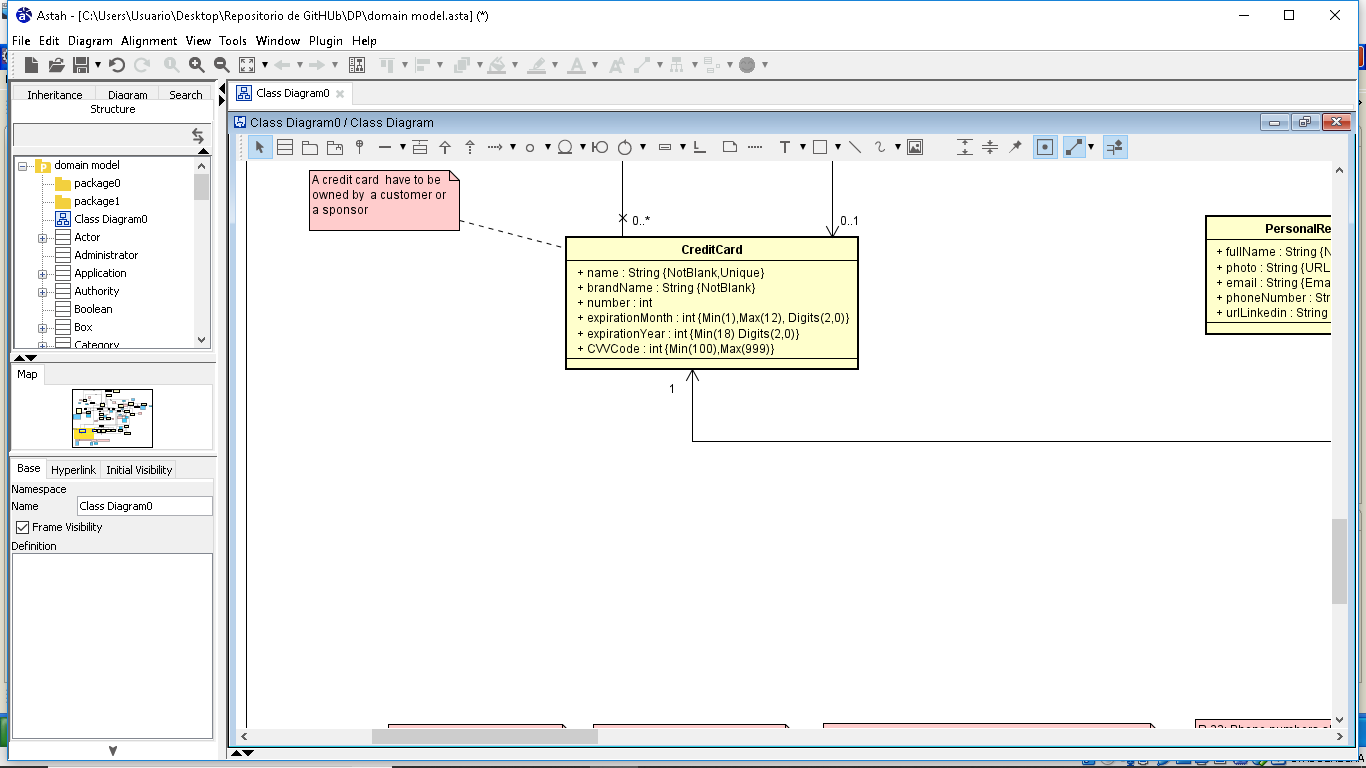 Astah - [C:\Users\Usuario\Desktop\Repositorio de GitHUb\DP\domain model.asta] (*)
File Edit Diagram Alignment View Tools Window Plugin Help
Inheritance Diagram Search
Structure
domain model
package0
package1
Class Diagram0
Actor
Administrator
Application
Authority
Boolean
Box
Category
Map
Base Hyperlink Initial Visibility
Namespace
Name Class Diagram0
Frame Visibility
Definition
Class Diagram0
Class Diagram0 / Class Diagram
A credit card have to be
owned by a customer or
a sponsor
0..*
0..1
CreditCard
+ name : String {NotBlank,Unique}
+ brandName : String {NotBlank}
+ number : int
+ expirationMonth : int {Min(1),Max(12), Digits(2,0)}
+ expirationYear : int {Min(18) Digits(2,0)}
+ CVVCode : int {Min(100),Max(999)}
1
PersonalRe
+ fullName : String {N
+ photo : String {URL
+ email : String {Ema
+ phoneNumber : Str
+ urlLinkedin : String